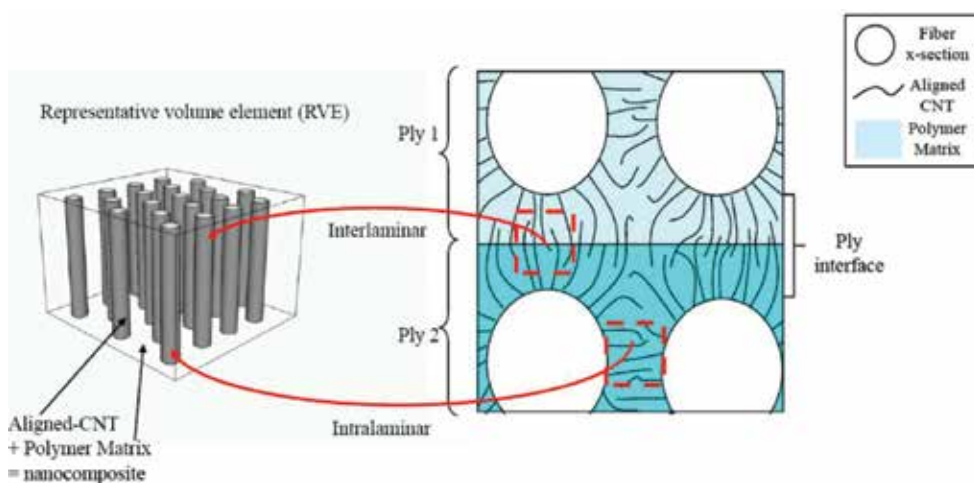 Representative volume element (RVE)
Aligned-CNT
+ Polymer Matrix
= nanocomposite
Ply 1
Interlaminar
Ply 2
Intralaminar
Ply
interface
Fiber
x-section
Aligned
CNT
Polymer
Matrix